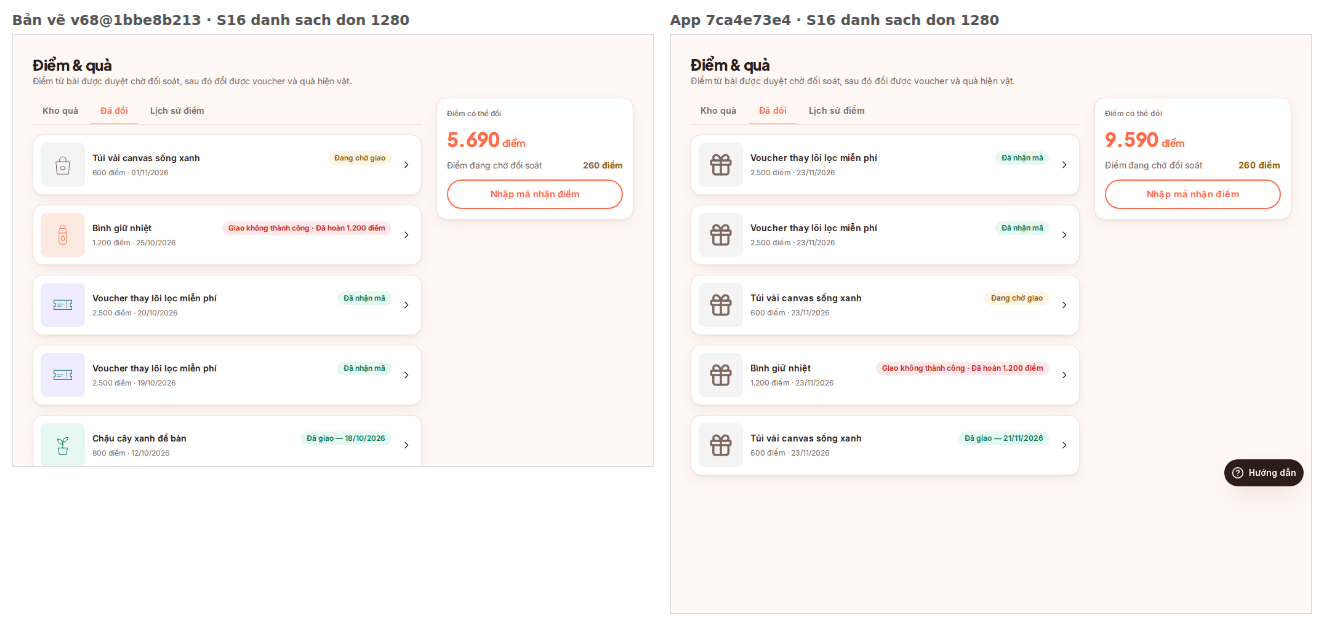 Bản vẽ v68@1bbe8b213 · S16 danh sach don 1280
Điểm & quà
Điểm từ bài được duyệt chờ đối soát, sau đó đổi được voucher và quà hiện vật.
Kho quà Đã đổi Lịch sử điểm
Túi vải canvas sống xanh
600 điểm · 01/11/2026
Đang chờ giao
Bình giữ nhiệt
1.200 điểm · 25/10/2026
Giao không thành công · Đã hoàn 1.200 điểm
Voucher thay lõi lọc miễn phí
2.500 điểm · 20/10/2026
Đã nhận mã
Voucher thay lõi lọc miễn phí
2.500 điểm · 19/10/2026
Đã nhận mã
Chậu cây xanh để bàn
800 điểm · 12/10/2026
Đã giao — 18/10/2026
Điểm có thể đổi
5.690 điểm
Điểm đang chờ đối soát 260 điểm
Nhập mã nhận điểm
App 7ca4e73e4 · S16 danh sach don 1280
Điểm & quà
Điểm từ bài được duyệt chờ đối soát, sau đó đổi được voucher và quà hiện vật.
Kho quà Đã đổi Lịch sử điểm
Voucher thay lõi lọc miễn phí
2.500 điểm · 23/11/2026
Đã nhận mã
Voucher thay lõi lọc miễn phí
2.500 điểm · 23/11/2026
Đã nhận mã
Túi vải canvas sống xanh
600 điểm · 23/11/2026
Đang chờ giao
Bình giữ nhiệt
1.200 điểm · 23/11/2026
Giao không thành công · Đã hoàn 1.200 điểm
Túi vải canvas sống xanh
600 điểm · 23/11/2026
Đã giao — 21/11/2026
Điểm có thể đổi
9.590 điểm
Điểm đang chờ đối soát 260 điểm
Nhập mã nhận điểm
Hướng dẫn